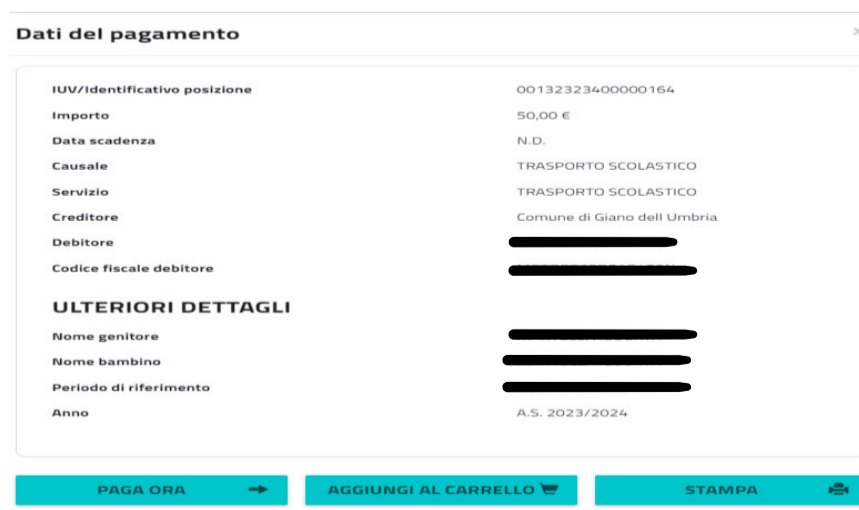 Dati del pagamento
IUV/Identificativo posizione 00132323400000164
Importo 50,00 €
Data scadenza N.D.
Causale TRASPORTO SCOLASTICO
Servizio TRASPORTO SCOLASTICO
Creditore Comune di Giano dell Umbria
Debitore
Codice fiscale debitore
ULTERIORI DETTAGLI
Nome genitore
Nome bambino
Periodo di riferimento
Anno A.S. 2023/2024
PAGA ORA AGGIUNGI AL CARRELLO STAMPA